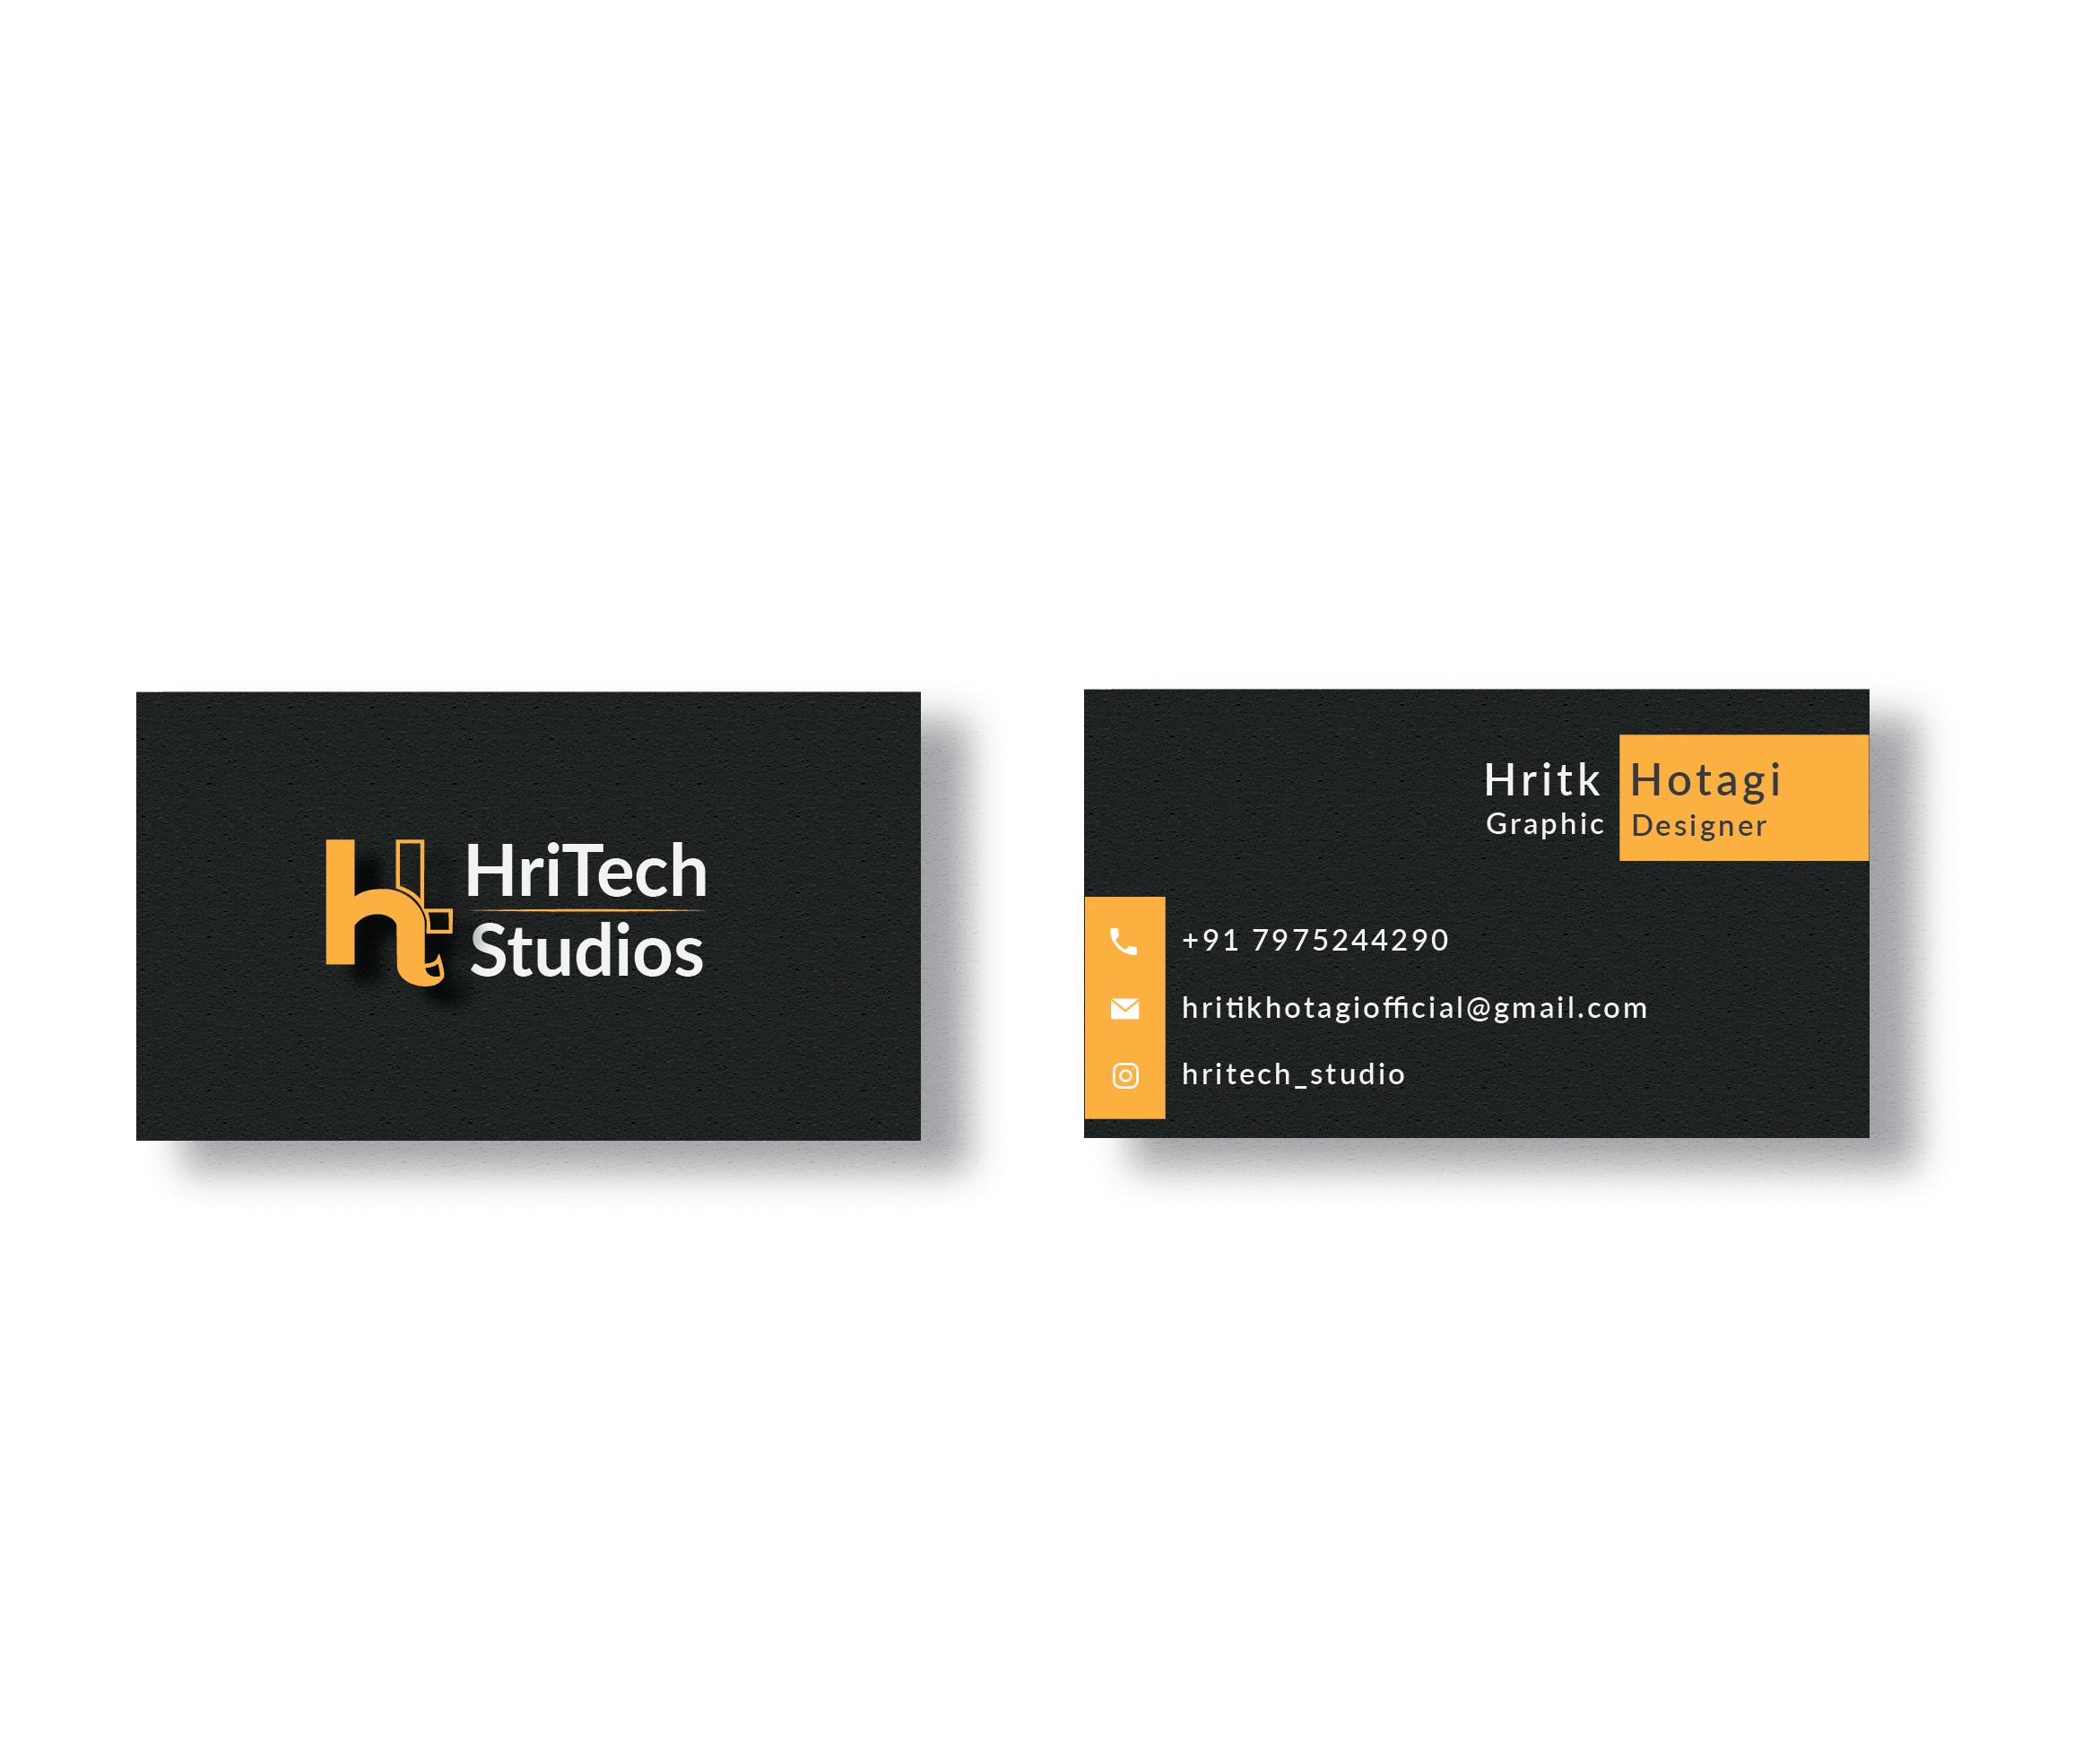 HriTech
Studios
Hritk Hotagi
Graphic Designer
+91 7975244290
hritikhotagiofficial@gmail.com
hritech_studio